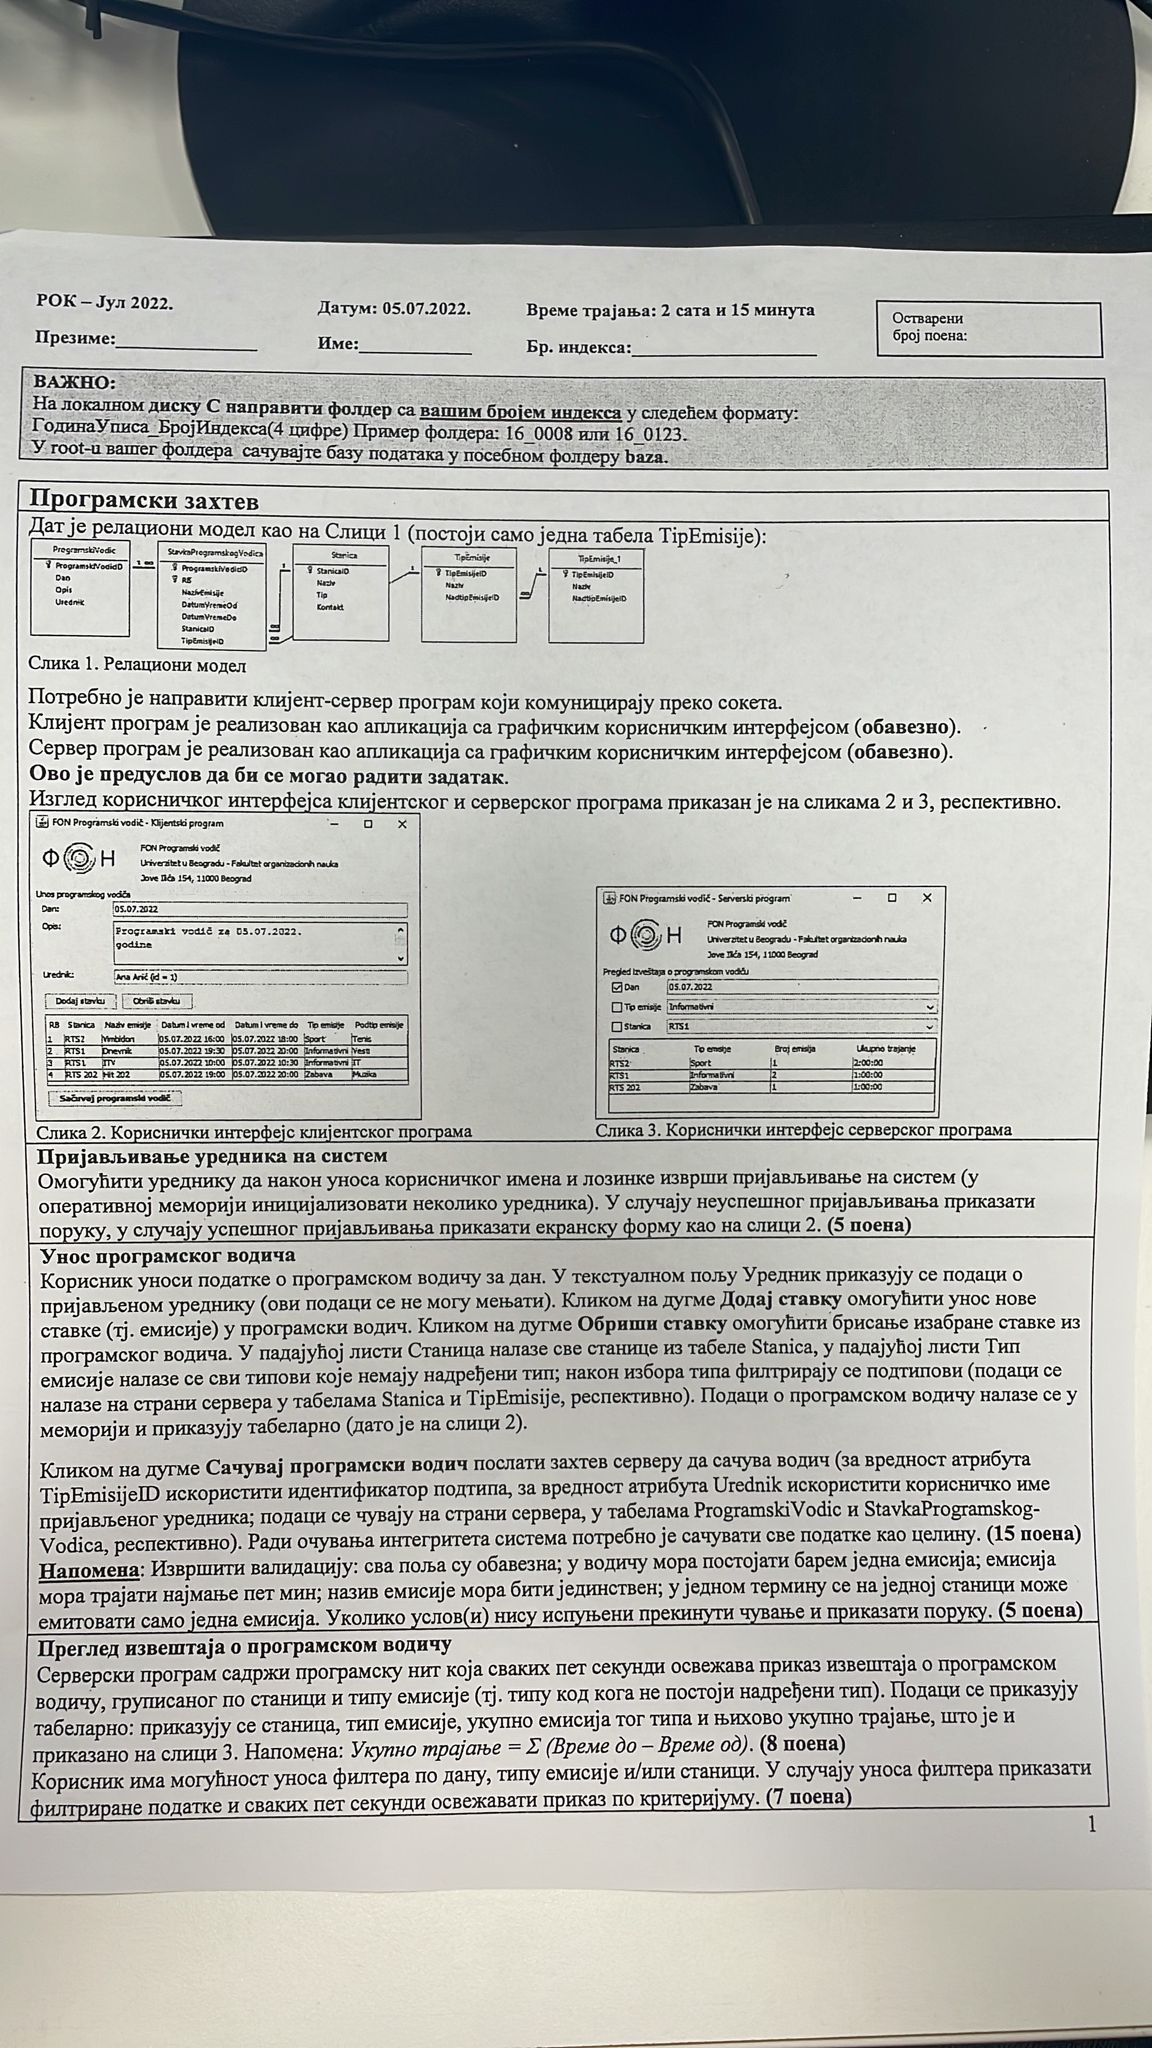 РОК – Јул 2022. Датум: 05.07.2022. Време трајања: 2 сата и 15 минута
Остварени
број поена:
Презиме:____________ Име:____________ Бр. индекса:____________
ВАЖНО:
На локалном диску C направити фолдер са вашим бројем индекса у следећем формату:
ГодинаУписа_БројИндекса(4 цифре) Пример фолдера: 16_0008 или 16_0123.
У root-u вашег фолдера сачувајте базу података у посебном фолдеру baza.
Програмски захтев
Дат је релациони модел као на Слици 1 (постоји само једна табела TipEmisije):
ProgramskiVodic
ProgramskiVodicID
Dan
Opis
Urednik
StavkaProgramskogVodica
ProgramskiVodicID
RB
NazivEmisije
DatumVremeOd
DatumVremeDo
StanicaID
TipEmisijeID
Stanica
StanicaID
Naziv
Tip
Kontakt
TipEmisije
TipEmisijeID
Naziv
NadtipEmisijeID
TipEmisije_1
TipEmisijeID
Naziv
NadtipEmisijeID
Слика 1. Релациони модел
Потребно је направити клијент-сервер програм који комуницирају преко сокета.
Клијент програм је реализован као апликација са графичким корисничким интерфејсом (обавезно).
Сервер програм је реализован као апликација са графичким корисничким интерфејсом (обавезно).
Ово је предуслов да би се могао радити задатак.
Изглед корисничког интерфејса клијентског и серверског програма приказан је на сликама 2 и 3, респективно.
FON Programski vodič - Klijentski program
ФОН
FON Programski vodič
Univerzitet u Beogradu - Fakultet organizacionih nauka
Jove Ilića 154, 11000 Beograd
Unos programskog vodiča
Dan: 05.07.2022
Opis: Programski vodič za 05.07.2022.
godine
Urednik: Ana Anić (id = 1)
Dodaj stavku Obriši stavku
RB Stanica Naziv emisije Datum i vreme od Datum i vreme do Tip emisije Podtip emisije
1 RTS2 Vimbldon 05.07.2022 16:00 05.07.2022 18:00 Sport Tenis
2 RTS1 Dnevnik 05.07.2022 19:30 05.07.2022 20:00 Informativni Vesti
3 RTS1 ITV 05.07.2022 10:00 05.07.2022 10:30 Informativni IT
4 RTS 202 Hit 202 05.07.2022 19:00 05.07.2022 20:00 Zabava Muzika
Sačuvaj programski vodič
Слика 2. Кориснички интерфејс клијентског програма
FON Programski vodič - Serverski program
ФОН
FON Programski vodič
Univerzitet u Beogradu - Fakultet organizacionih nauka
Jove Ilića 154, 11000 Beograd
Pregled izveštaja o programskom vodiču
Dan 05.07.2022
Tip emisije Informativni
Stanica RTS1
Stanica Tip emisije Broj emisija Ukupno trajanje
RTS2 Sport 1 2:00:00
RTS1 Informativni 2 1:00:00
RTS 202 Zabava 1 1:00:00
Слика 3. Кориснички интерфејс серверског програма
Пријављивање уредника на систем
Омогућити уреднику да након уноса корисничког имена и лозинке изврши пријављивање на систем (у
оперативној меморији иницијализовати неколико уредника). У случају неуспешног пријављивања приказати
поруку, у случају успешног пријављивања приказати екранску форму као на слици 2. (5 поена)
Унос програмског водича
Корисник уноси податке о програмском водичу за дан. У текстуалном пољу Уредник приказују се подаци о
пријављеном уреднику (ови подаци се не могу мењати). Кликом на дугме Додај ставку омогућити унос нове
ставке (тј. емисије) у програмски водич. Кликом на дугме Обриши ставку омогућити брисање изабране ставке из
програмског водича. У падајућој листи Станица налазе све станице из табеле Stanica, у падајућој листи Тип
емисије налазе се сви типови које немају надређени тип; након избора типа филтрирају се подтипови (подаци се
налазе на страни сервера у табелама Stanica и TipEmisije, респективно). Подаци о програмском водичу налазе се у
меморији и приказују табеларно (дато је на слици 2).
Кликом на дугме Сачувај програмски водич послати захтев серверу да сачува водич (за вредност атрибута
TipEmisijeID искористити идентификатор подтипа, за вредност атрибута Urednik искористити корисничко име
пријављеног уредника; подаци се чувају на страни сервера, у табелама ProgramskiVodic и StavkaProgramskog-
Vodica, респективно). Ради очувања интегритета система потребно је сачувати све податке као целину. (15 поена)
Напомена: Извршити валидацију: сва поља су обавезна; у водичу мора постојати барем једна емисија; емисија
мора трајати најмање пет мин; назив емисије мора бити јединствен; у једном термину се на једној станици може
емитовати само једна емисија. Уколико услов(и) нису испуњени прекинути чување и приказати поруку. (5 поена)
Преглед извештаја о програмском водичу
Серверски програм садржи програмску нит која сваких пет секунди освежава приказ извештаја о програмском
водичу, груписаног по станици и типу емисије (тј. типу код кога не постоји надређени тип). Подаци се приказују
табеларно: приказују се станица, тип емисије, укупно емисија тог типа и њихово укупно трајање, што је и
приказано на слици 3. Напомена: Укупно трајање = Σ (Време до – Време од). (8 поена)
Корисник има могућност уноса филтера по дану, типу емисије и/или станици. У случају уноса филтера приказати
филтриране податке и сваких пет секунди освежавати приказ по критеријуму. (7 поена)
1